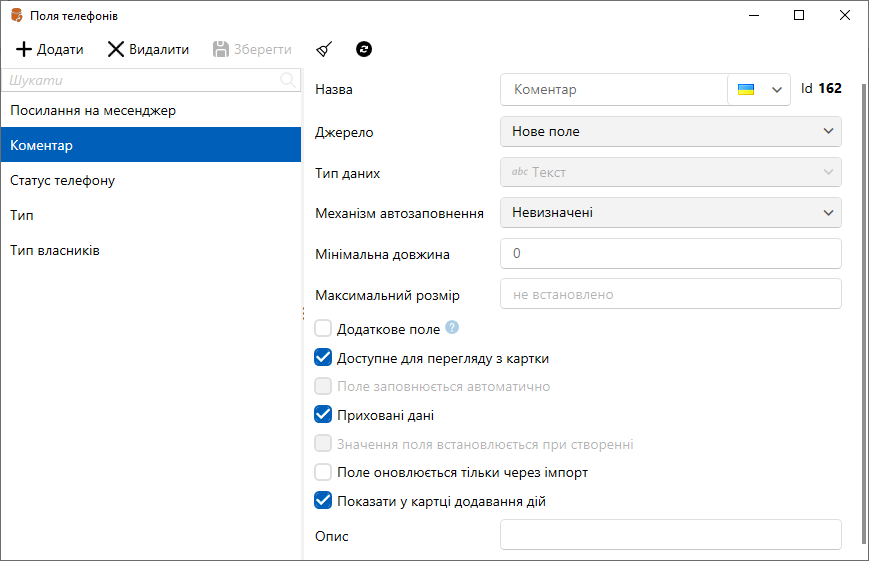 Поля телефонів
Додати Видалити Зберегти
Шукати
Посилання на месенджер
Коментар
Статус телефону
Тип
Тип власників
Назва Коментар Id 162
Джерело Нове поле
Тип даних abc Текст
Механізм автозаповнення Невизначені
Мінімальна довжина 0
Максимальний розмір не встановлено
Додаткове поле ?
Доступне для перегляду з картки
Поле заповнюється автоматично
Приховані дані
Значення поля встановлюється при створенні
Поле оновлюється тільки через імпорт
Показати у картці додавання дій
Опис